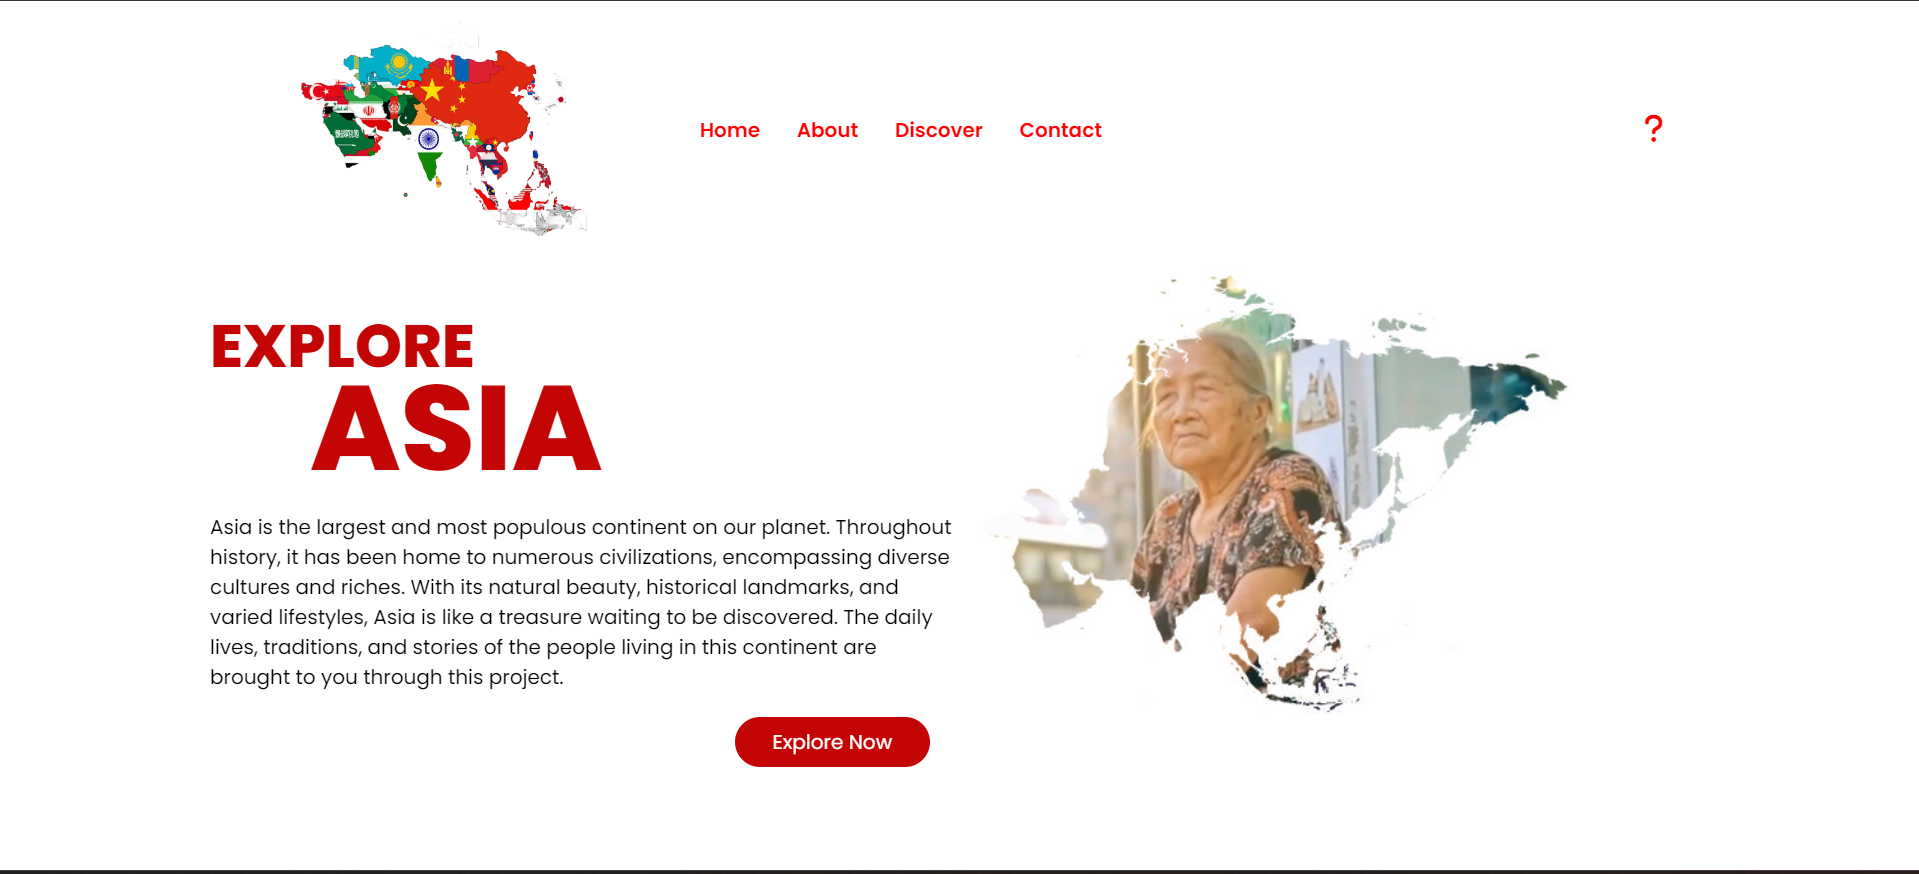 Home About Discover Contact ?
EXPLORE
ASIA
Asia is the largest and most populous continent on our planet. Throughout
history, it has been home to numerous civilizations, encompassing diverse
cultures and riches. With its natural beauty, historical landmarks, and
varied lifestyles, Asia is like a treasure waiting to be discovered. The daily
lives, traditions, and stories of the people living in this continent are
brought to you through this project.
Explore Now